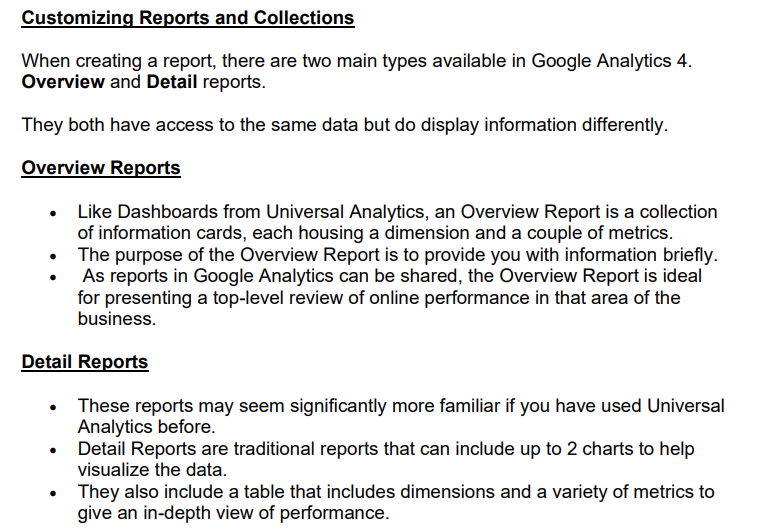 Customizing Reports and Collections
When creating a report, there are two main types available in Google Analytics 4.
Overview and Detail reports.
They both have access to the same data but do display information differently.
Overview Reports
• Like Dashboards from Universal Analytics, an Overview Report is a collection
of information cards, each housing a dimension and a couple of metrics.
• The purpose of the Overview Report is to provide you with information briefly.
• As reports in Google Analytics can be shared, the Overview Report is ideal
for presenting a top-level review of online performance in that area of the
business.
Detail Reports
• These reports may seem significantly more familiar if you have used Universal
Analytics before.
• Detail Reports are traditional reports that can include up to 2 charts to help
visualize the data.
• They also include a table that includes dimensions and a variety of metrics to
give an in-depth view of performance.